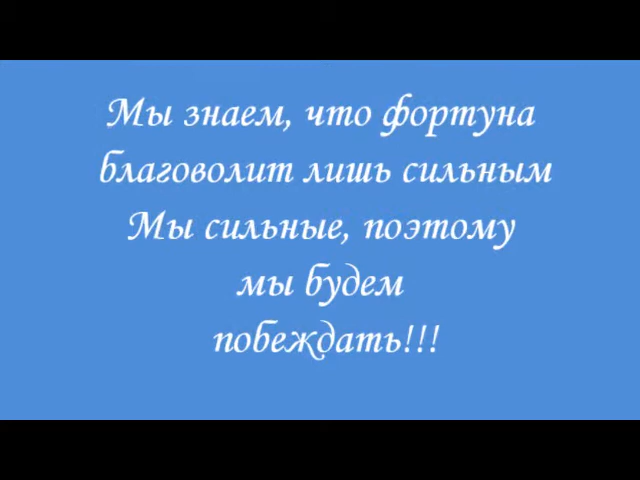 Мы знаем, что фортуна
благоволит лишь сильным
Мы сильные, поэтому
мы будем
побеждать!!!